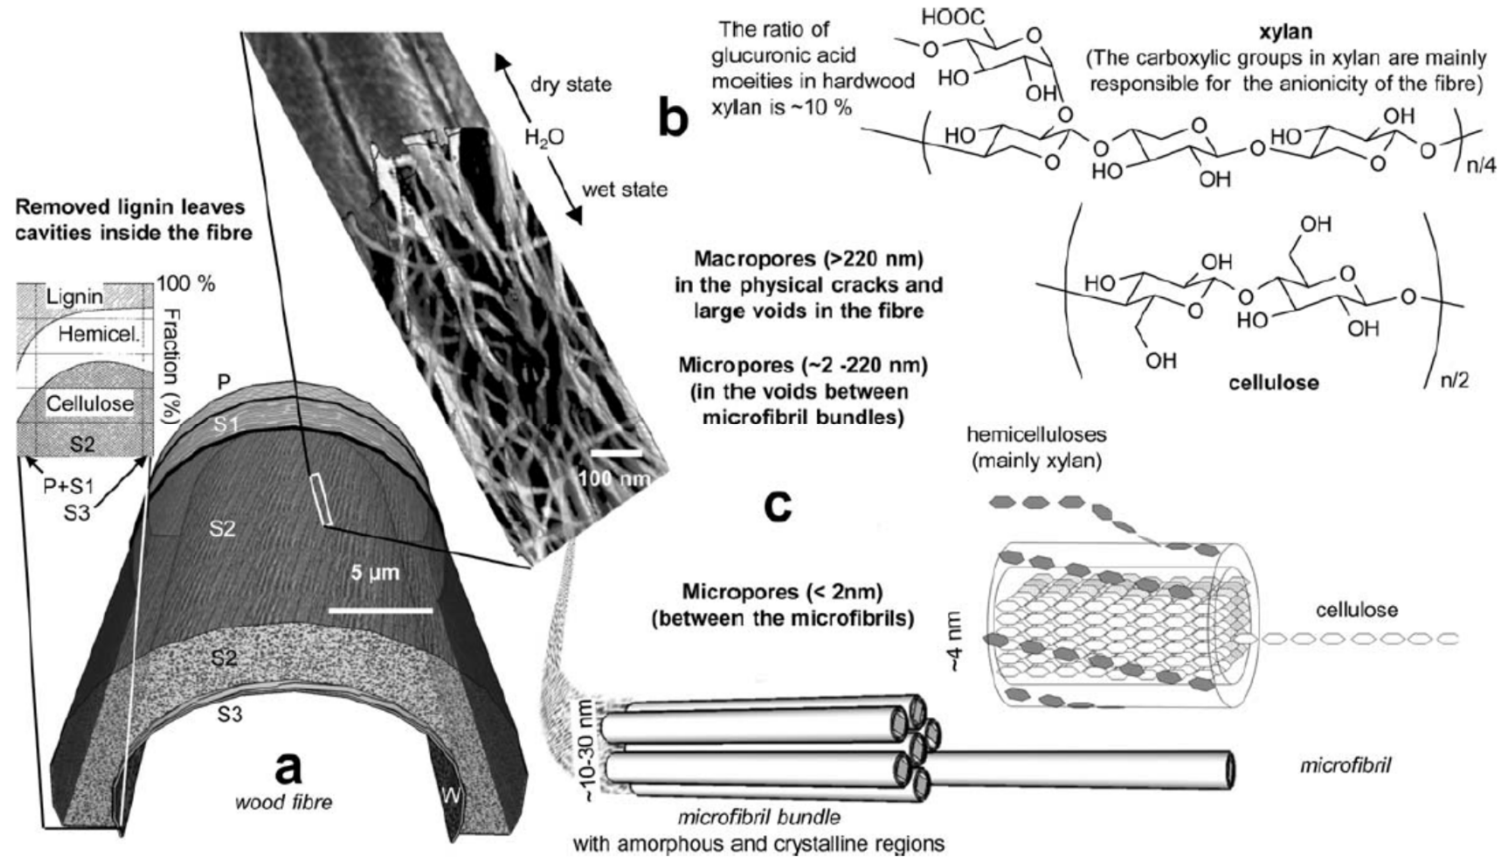 Removed lignin leaves
cavities inside the fibre
100 %
Lignin
Hemicel.
Cellulose
S2
Fraction (%)
P+S1
S3
P
S1
S2
5 µm
S2
S3
W
a
wood fibre
dry state
H2O
wet state
100 nm
b
The ratio of
glucuronic acid
moeities in hardwood
xylan is ~10 %
xylan
(The carboxylic groups in xylan are mainly
responsible for the anionicity of the fibre)
HOOC
O
O
HO
OH
O
HO
O
O
O
HO
OH
O
HO
OH
O
O
n/4
Macropores (>220 nm)
in the physical cracks and
large voids in the fibre
Micropores (~2 -220 nm)
(in the voids between
microfibril bundles)
OH
HO
OH
O
O
O
HO
OH
O
OH
cellulose
n/2
c
hemicelluloses
(mainly xylan)
Micropores (< 2nm)
(between the microfibrils)
~4 nm
cellulose
~10-30 nm
microfibril
microfibril bundle
with amorphous and crystalline regions